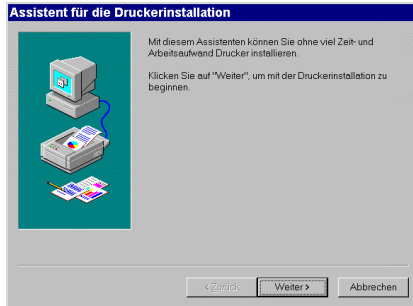 Assistent für die Druckerinstallation
Mit diesem Assistenten können Sie ohne viel Zeit- und
Arbeitsaufwand Drucker installieren.
Klicken Sie auf "Weiter", um mit der Druckerinstallation zu
beginnen.
< Zurück   Weiter >   Abbrechen